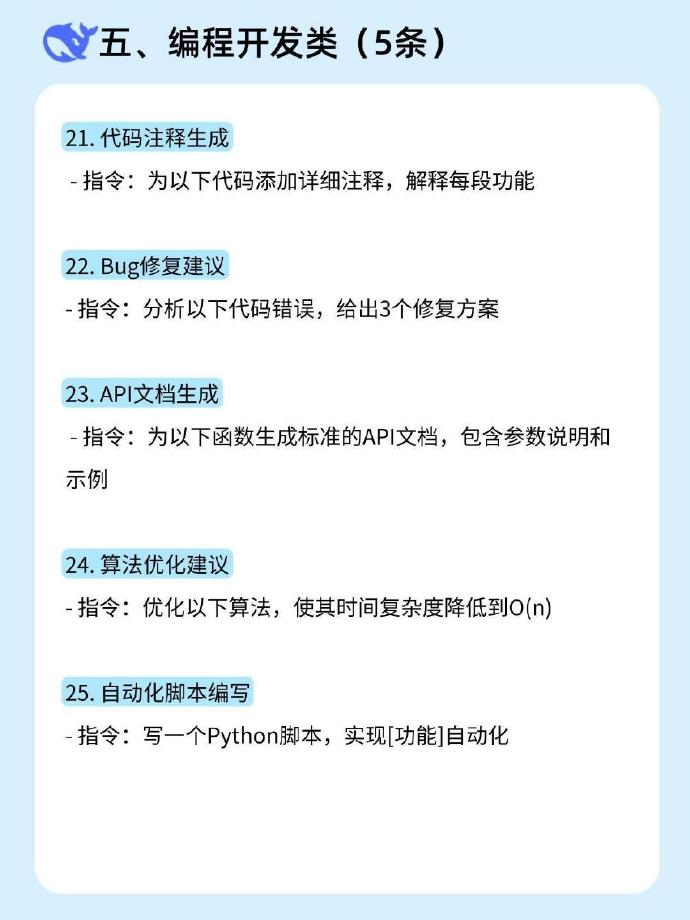 五、编程开发类（5条）
21. 代码注释生成
- 指令：为以下代码添加详细注释，解释每段功能
22. Bug修复建议
- 指令：分析以下代码错误，给出3个修复方案
23. API文档生成
- 指令：为以下函数生成标准的API文档，包含参数说明和
示例
24. 算法优化建议
- 指令：优化以下算法，使其时间复杂度降低到O(n)
25. 自动化脚本编写
- 指令：写一个Python脚本，实现[功能]自动化